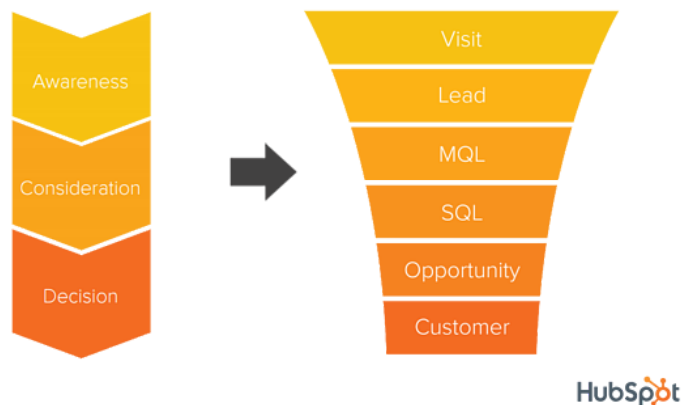 Awareness
Consideration
Decision
Visit
Lead
MQL
SQL
Opportunity
Customer
HubSpot